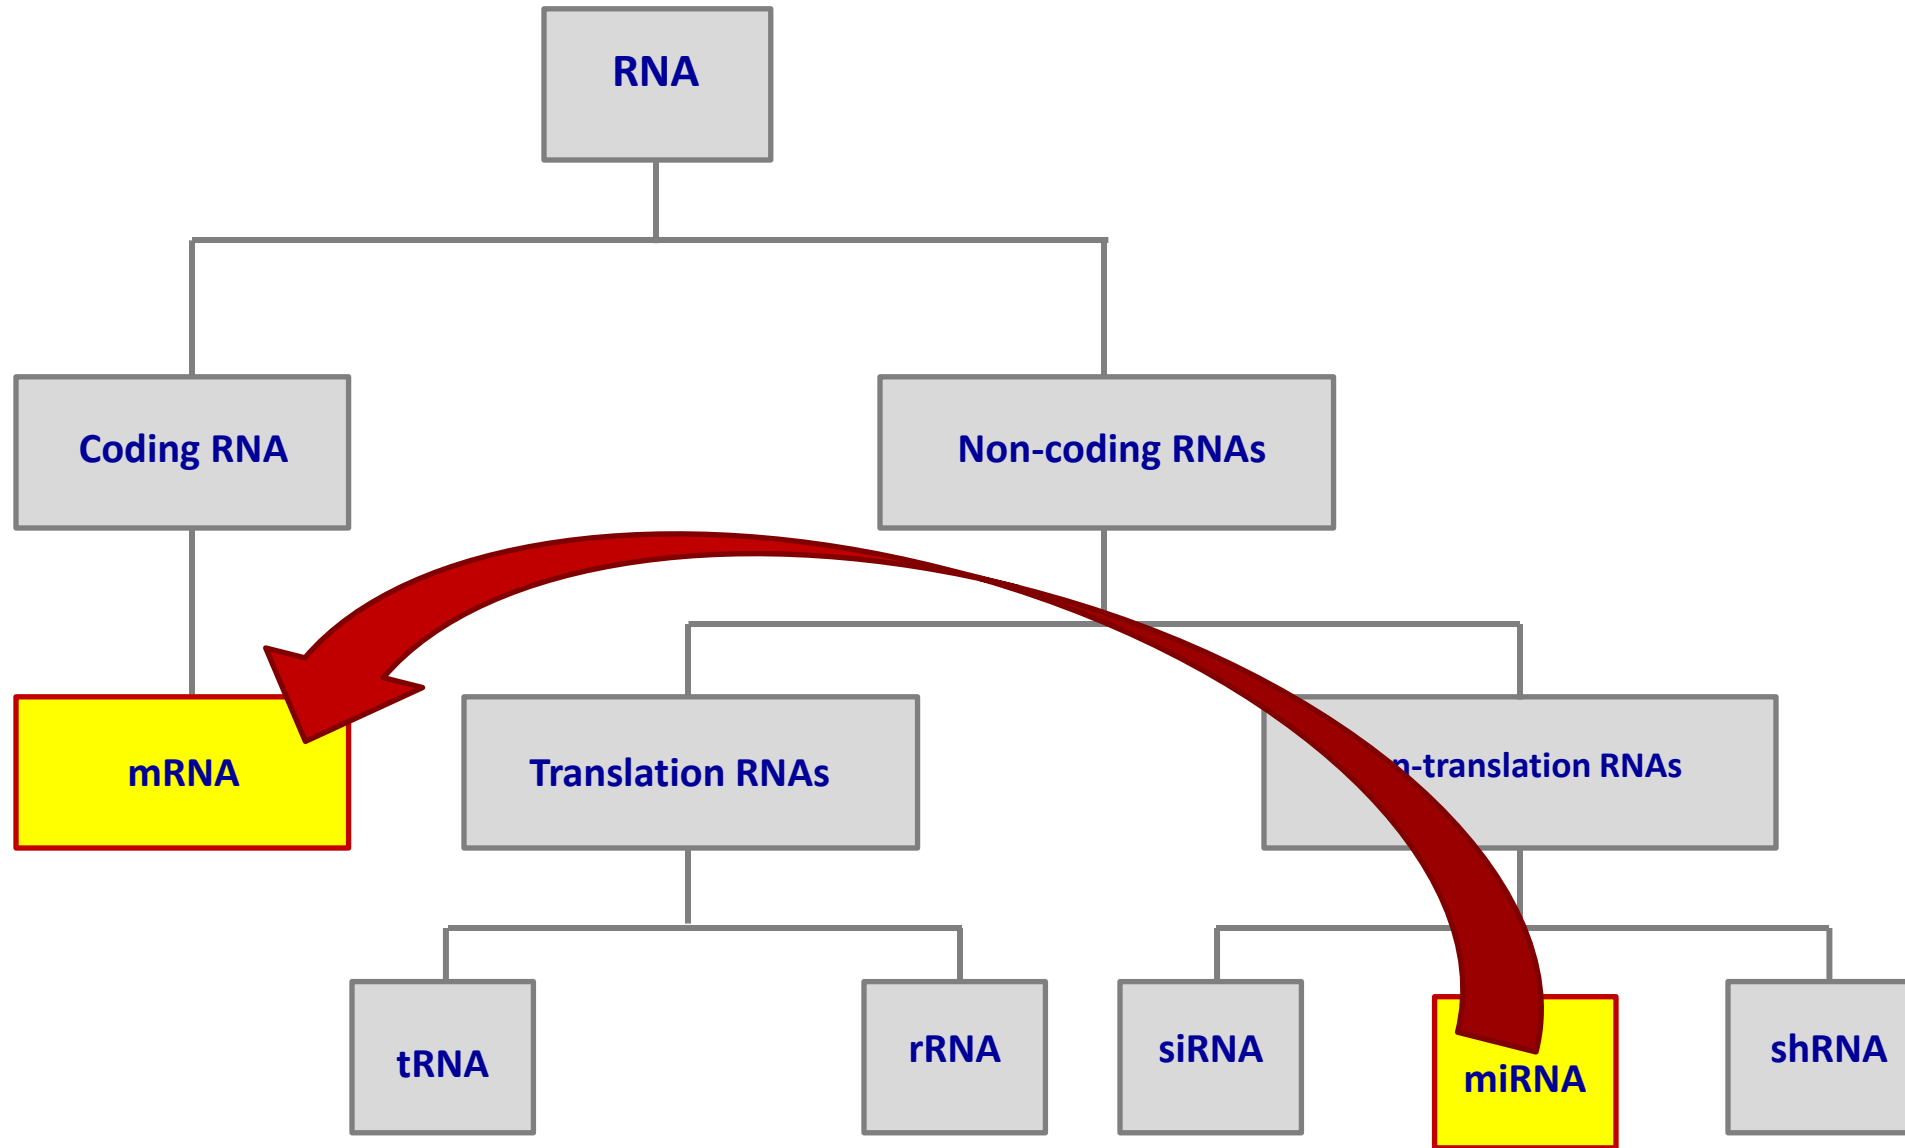 RNA
Coding RNA
Non-coding RNAs
mRNA
Translation RNAs
n-translation RNAs
tRNA
rRNA
siRNA
miRNA
shRNA